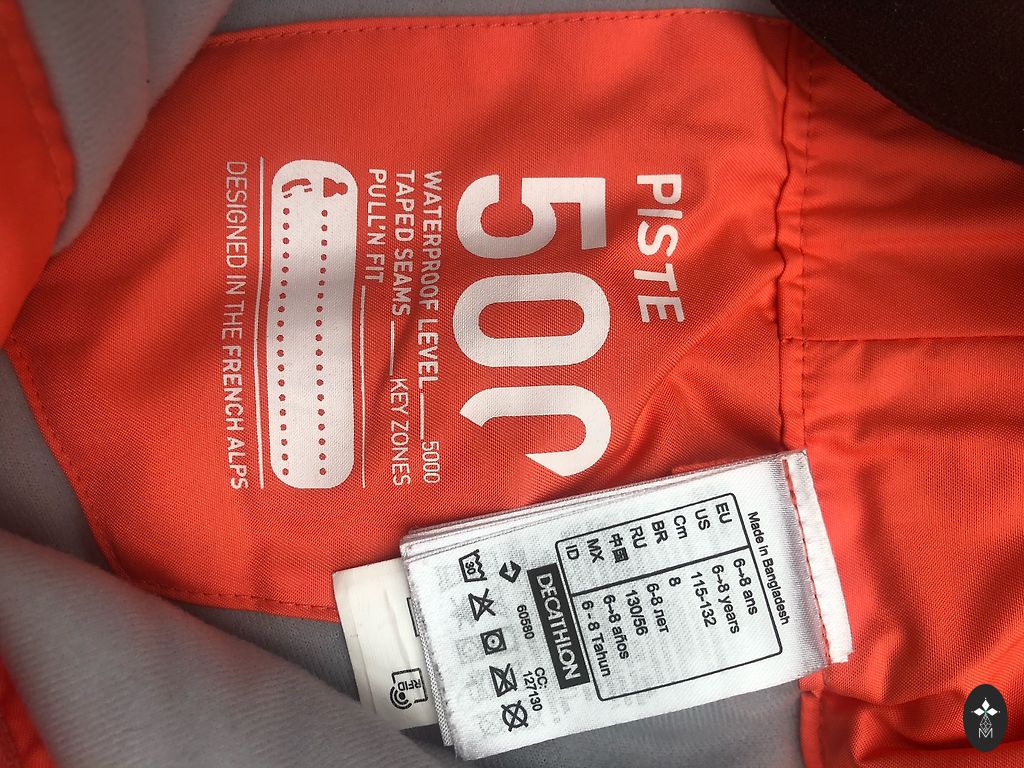 PISTE
500
WATERPROOF LEVEL 5000
TAPED SEAMS KEY ZONES
PULL'N FIT
DESIGNED IN THE FRENCH ALPS
Made in Bangladesh
EU 6→8 ans
US 6→8 years
Cm 115-132
BR 8
RU 6-8 лет
中国 130/56
MX 6→8 años
ID 6 - 8 Tahun
DECATHLON
60580 CC: 127130
30
RFID
M